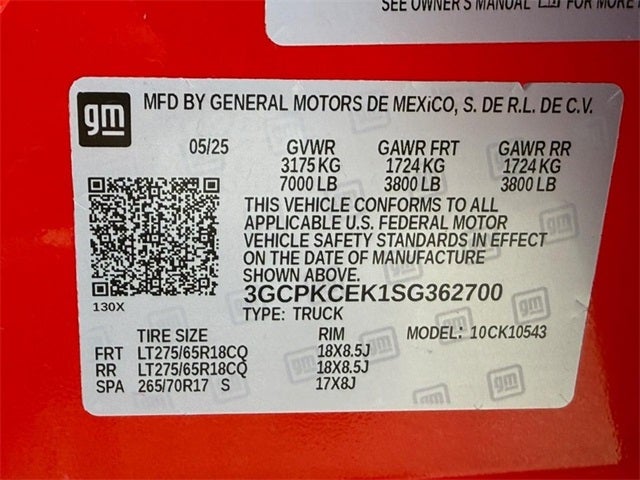 SEE OWNER'S MANUAL FOR MORE
gm
MFD BY GENERAL MOTORS DE MEXiCO, S. DE R.L. DE C.V.
05/25 GVWR GAWR FRT GAWR RR
3175 KG 1724 KG 1724 KG
7000 LB 3800 LB 3800 LB
THIS VEHICLE CONFORMS TO ALL
APPLICABLE U.S. FEDERAL MOTOR
VEHICLE SAFETY STANDARDS IN EFFECT
ON THE DATE OF MANUFACTURE
SHOWN ABOVE.
130X
3GCPKCEK1SG362700
TYPE: TRUCK
TIRE SIZE RIM MODEL: 10CK10543
FRT LT275/65R18CQ 18X8.5J
RR LT275/65R18CQ 18X8.5J
SPA 265/70R17 S 17X8J